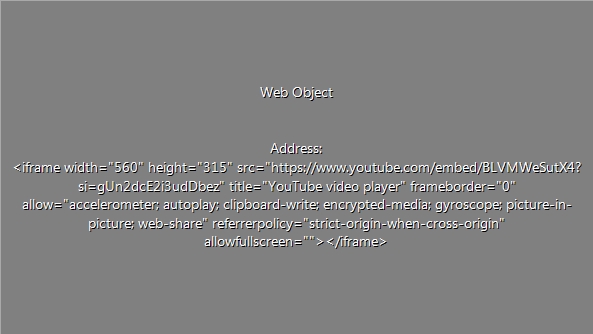 Web Object
Address:
<iframe width="560" height="315" src="https://www.youtube.com/embed/BLVMWeSutX4?
si=gUn2dcE2i3udDbez" title="YouTube video player" frameborder="0"
allow="accelerometer; autoplay; clipboard-write; encrypted-media; gyroscope; picture-in-
picture; web-share" referrerpolicy="strict-origin-when-cross-origin"
allowfullscreen=""></iframe>